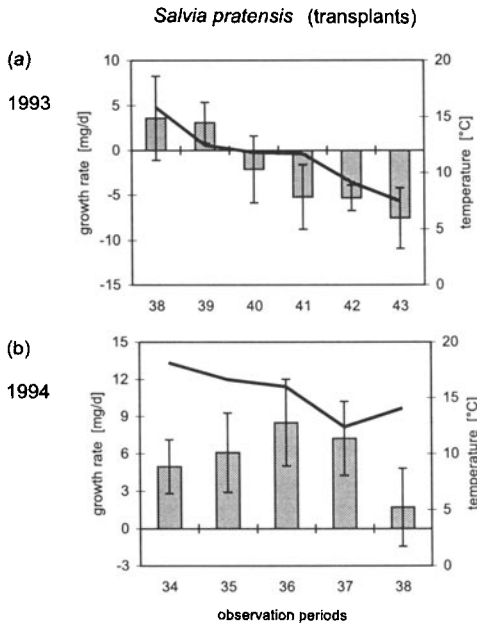 Salvia pratensis (transplants)
(a)
1993
growth rate [mg/d]
10
5
0
-5
-10
-15
20
15
10
5
0
temperature [°C]
38 39 40 41 42 43
(b)
1994
growth rate [mg/d]
15
12
9
6
3
0
-3
20
15
10
5
0
temperature [°C]
34 35 36 37 38
observation periods